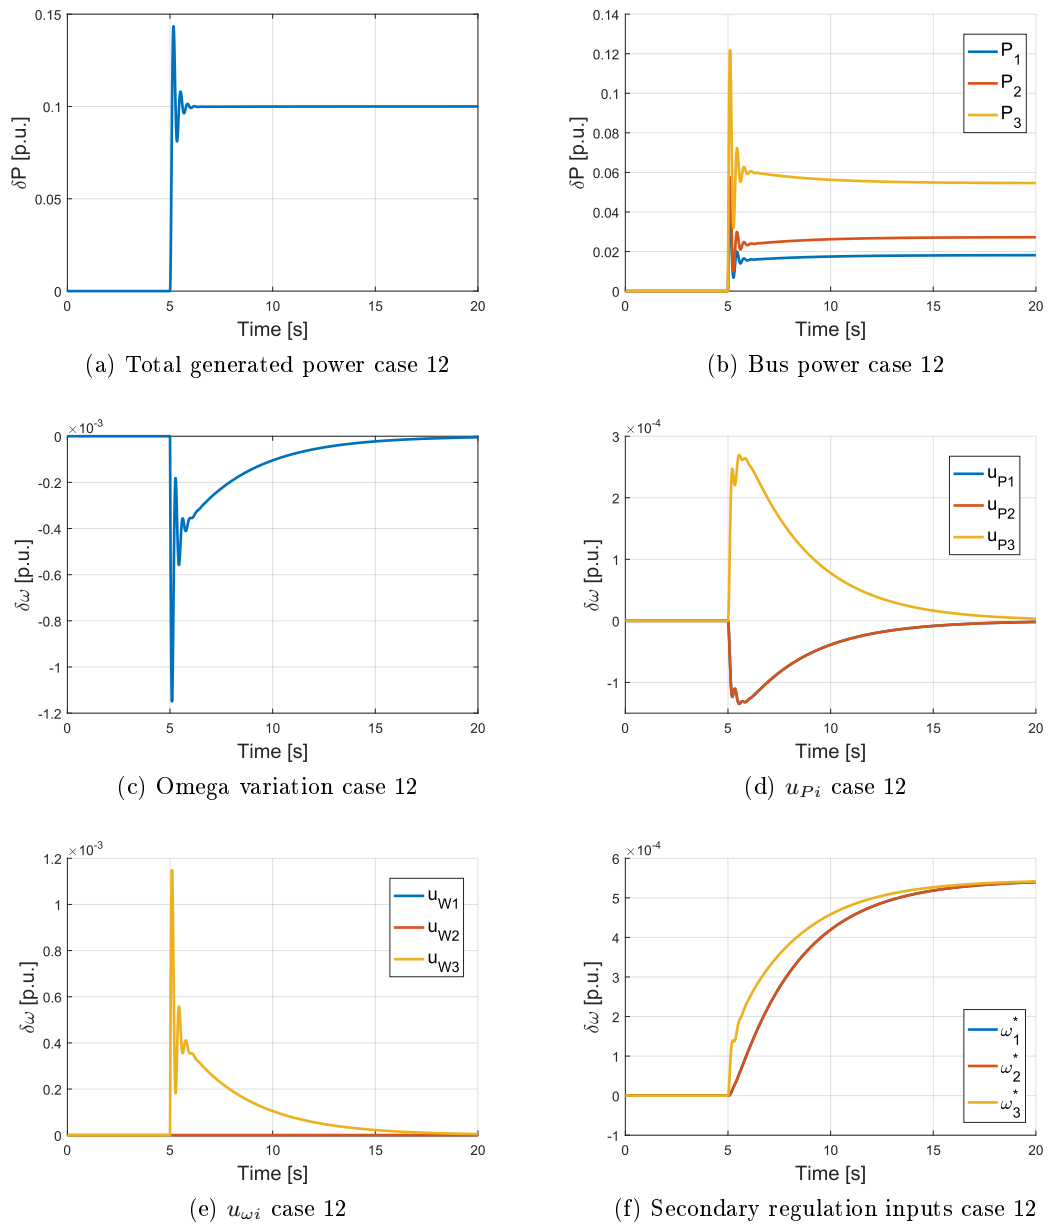 0.15
0.1
0.05
0
δP [p.u.]
0 5 10 15 20
Time [s]
(a) Total generated power case 12
0.14
0.12
0.1
0.08
0.06
0.04
0.02
0
δP [p.u.]
P1
P2
P3
0 5 10 15 20
Time [s]
(b) Bus power case 12
×10-3
0
-0.2
-0.4
-0.6
-0.8
-1
-1.2
δω [p.u.]
0 5 10 15 20
Time [s]
(c) Omega variation case 12
×10-4
3
2
1
0
-1
δω [p.u.]
uP1
uP2
uP3
0 5 10 15 20
Time [s]
(d) uPi case 12
×10-3
1.2
1
0.8
0.6
0.4
0.2
0
δω [p.u.]
uW1
uW2
uW3
0 5 10 15 20
Time [s]
(e) uωi case 12
×10-4
6
5
4
3
2
1
0
-1
δω [p.u.]
ω1*
ω2*
ω3*
0 5 10 15 20
Time [s]
(f) Secondary regulation inputs case 12